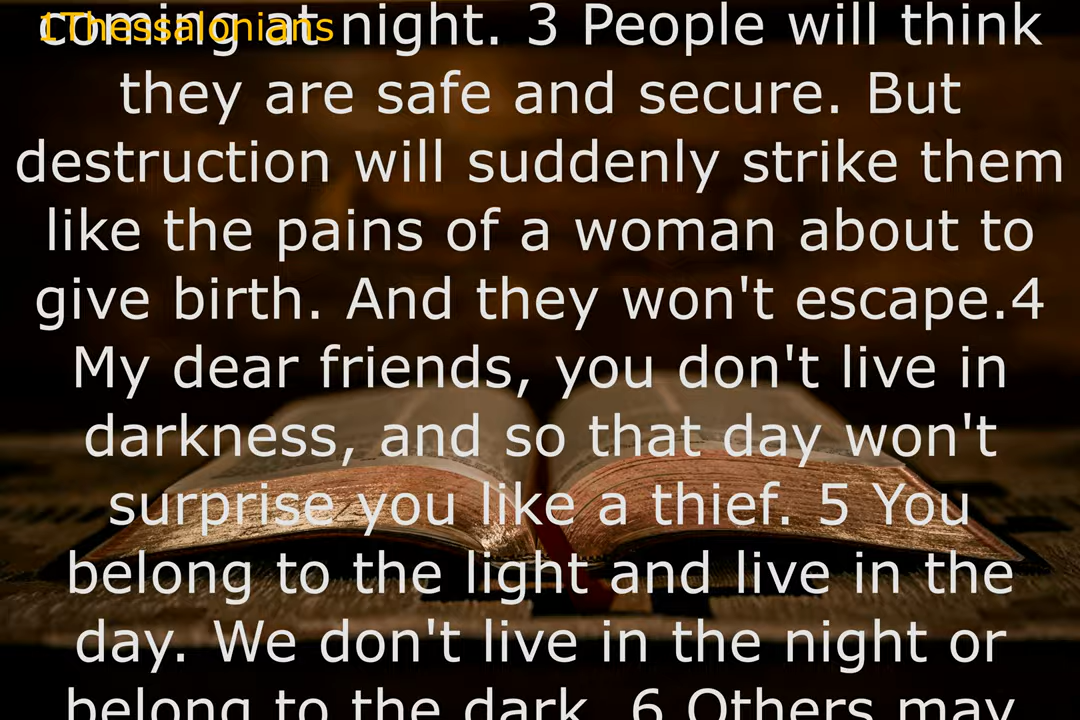 1Thessalonians
coming at night. 3 People will think
they are safe and secure. But
destruction will suddenly strike them
like the pains of a woman about to
give birth. And they won't escape.4
My dear friends, you don't live in
darkness, and so that day won't
surprise you like a thief. 5 You
belong to the light and live in the
day. We don't live in the night or
belong to the dark. 6 Others may